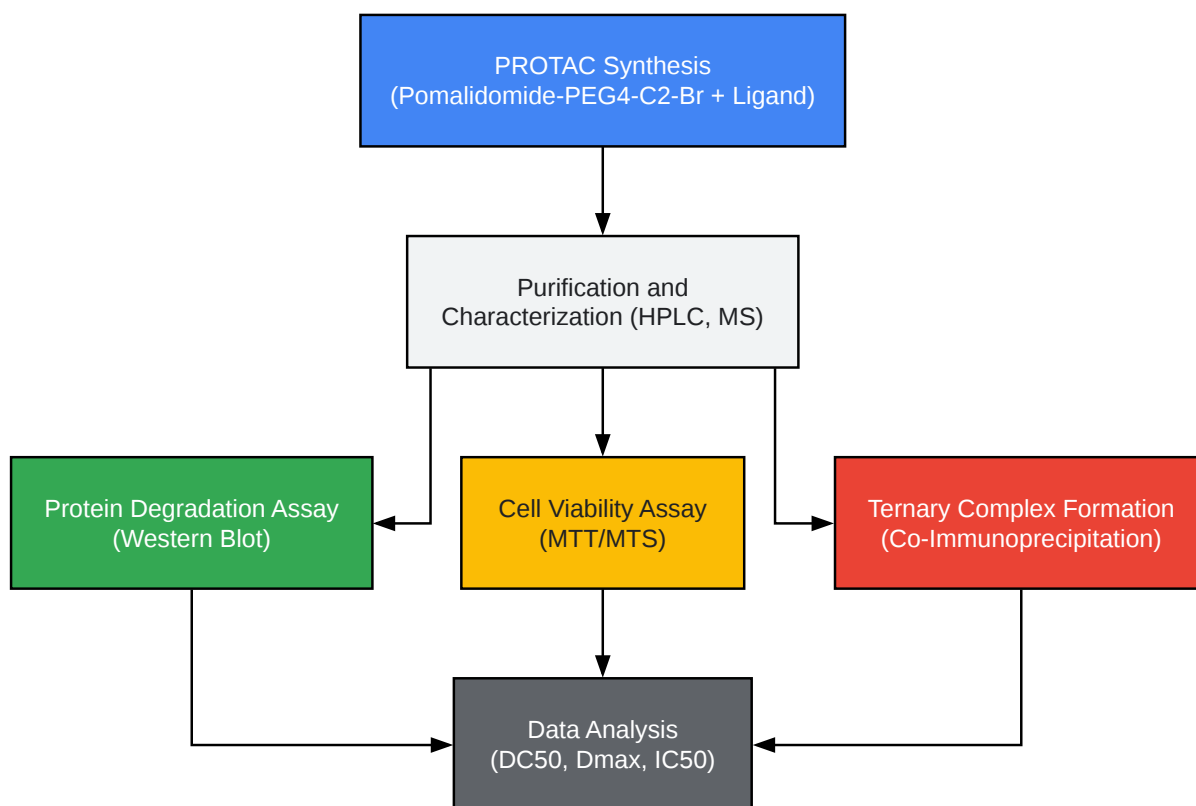 PROTAC Synthesis
(Pomalidomide-PEG4-C2-Br + Ligand)
Purification and
Characterization (HPLC, MS)
Protein Degradation Assay
(Western Blot)
Cell Viability Assay
(MTT/MTS)
Ternary Complex Formation
(Co-Immunoprecipitation)
Data Analysis
(DC50, Dmax, IC50)